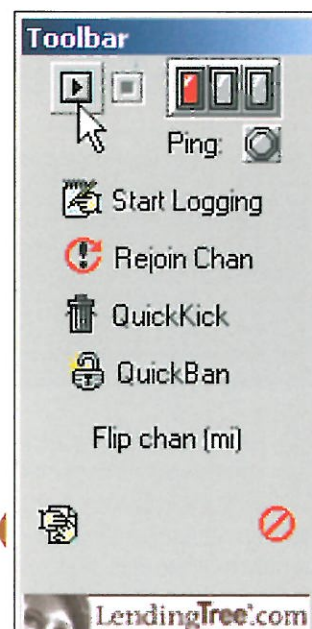 Toolbar
Ping:
Start Logging
Rejoin Chan
QuickKick
QuickBan
Flip chan (mi)
LendingTree.com